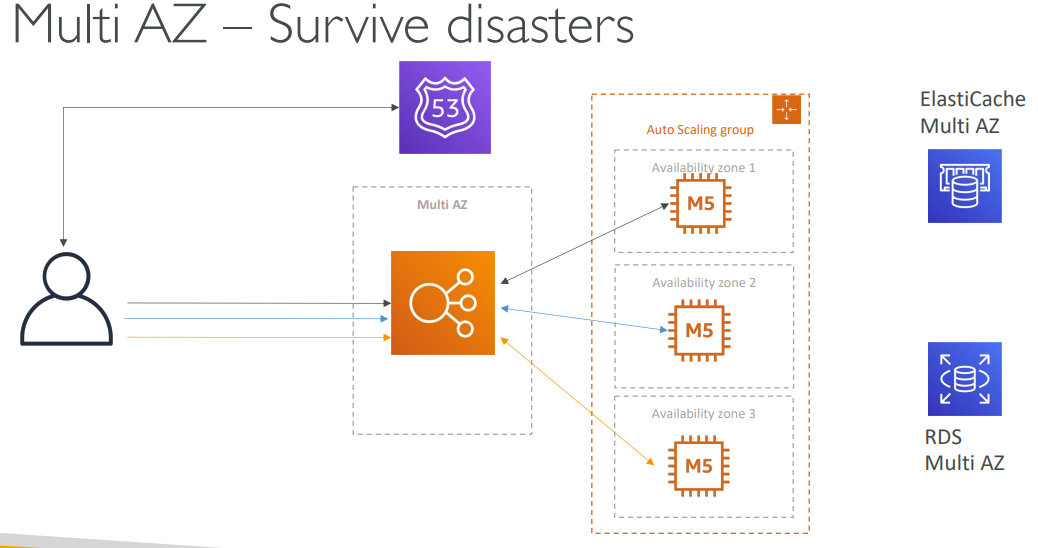 Multi AZ – Survive disasters
53
ElastiCache
Multi AZ
Auto Scaling group
Availability zone 1
M5
Multi AZ
Availability zone 2
M5
Availability zone 3
M5
RDS
Multi AZ